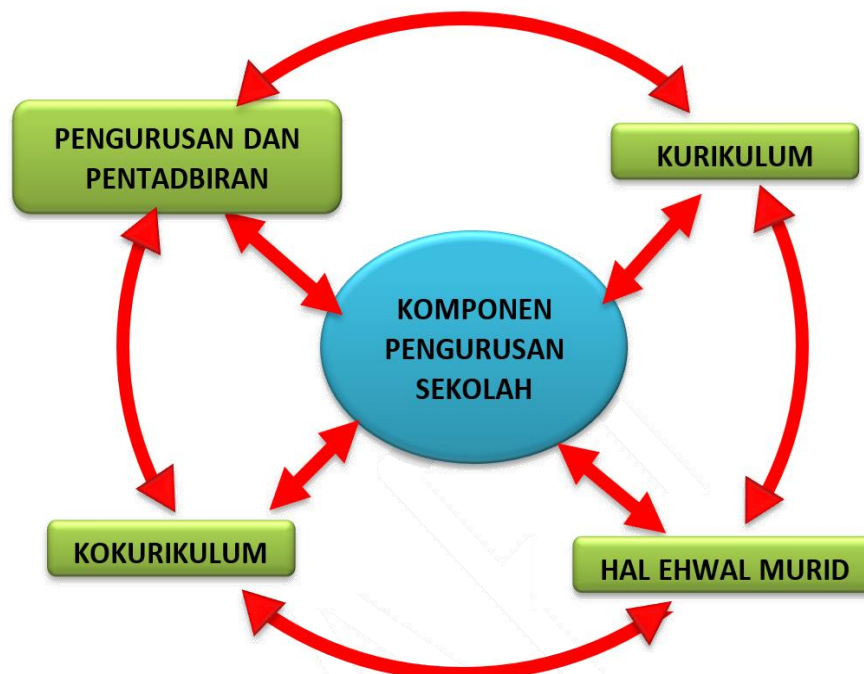 PENGURUSAN DAN
PENTADBIRAN
KURIKULUM
KOMPONEN
PENGURUSAN
SEKOLAH
KOKURIKULUM
HAL EHWAL MURID